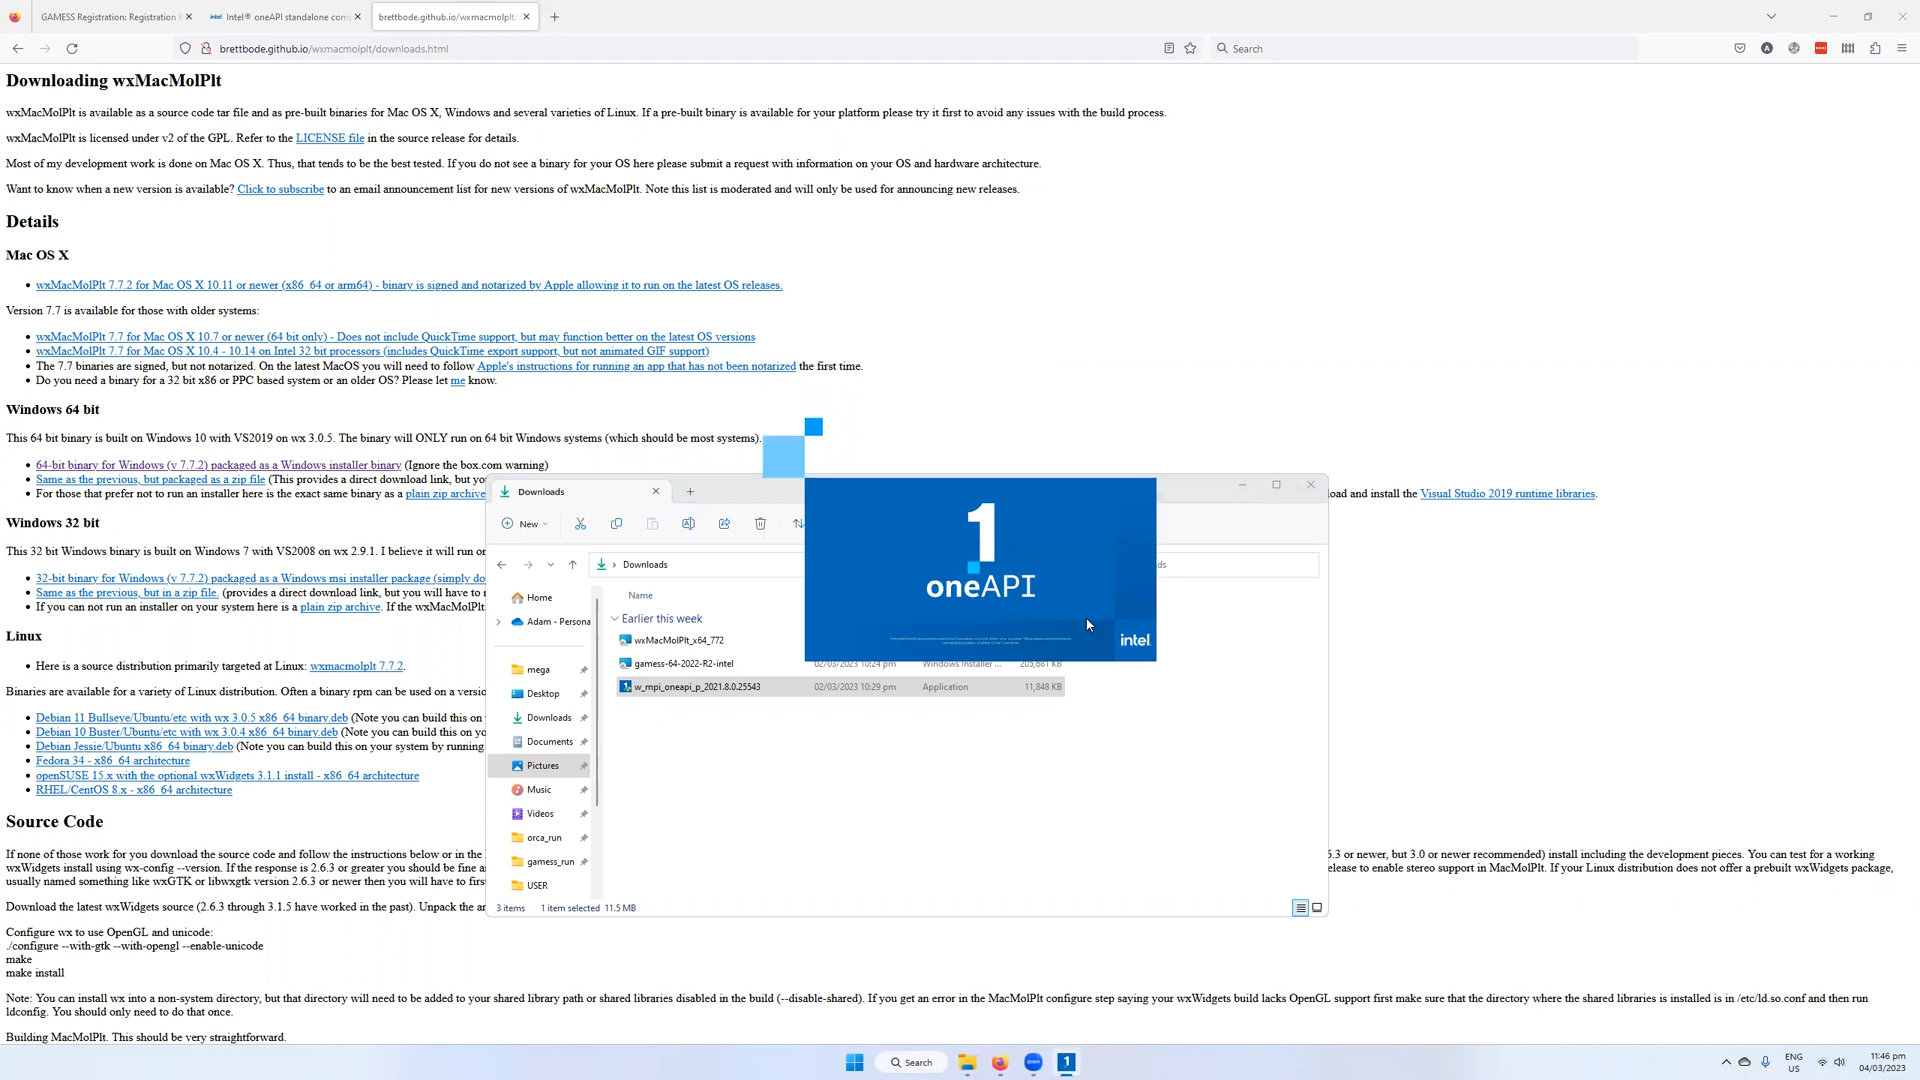 GAMESS Registration: Registration
Intel® oneAPI standalone com
brettbode.github.io/wxmacmolplt/
brettbode.github.io/wxmacmolplt/downloads.html
Search
Downloading wxMacMolPlt
wxMacMolPlt is available as a source code tar file and as pre-built binaries for Mac OS X, Windows and several varieties of Linux. If a pre-built binary is available for your platform please try it first to avoid any issues with the build process.
wxMacMolPlt is licensed under v2 of the GPL. Refer to the LICENSE file in the source release for details.
Most of my development work is done on Mac OS X. Thus, that tends to be the best tested. If you do not see a binary for your OS here please submit a request with information on your OS and hardware architecture.
Want to know when a new version is available? Click to subscribe to an email announcement list for new versions of wxMacMolPlt. Note this list is moderated and will only be used for announcing new releases.
Details
Mac OS X
• wxMacMolPlt 7.7.2 for Mac OS X 10.11 or newer (x86_64 or arm64) - binary is signed and notarized by Apple allowing it to run on the latest OS releases.
Version 7.7 is available for those with older systems:
• wxMacMolPlt 7.7 for Mac OS X 10.7 or newer (64 bit only) - Does not include QuickTime support, but may function better on the latest OS versions
• wxMacMolPlt 7.7 for Mac OS X 10.4 - 10.14 on Intel 32 bit processors (includes QuickTime export support, but not animated GIF support)
• The 7.7 binaries are signed, but not notarized. On the latest MacOS you will need to follow Apple's instructions for running an app that has not been notarized the first time.
• Do you need a binary for a 32 bit x86 or PPC based system or an older OS? Please let me know.
Windows 64 bit
This 64 bit binary is built on Windows 10 with VS2019 on wx 3.0.5. The binary will ONLY run on 64 bit Windows systems (which should be most systems).
• 64-bit binary for Windows (v 7.7.2) packaged as a Windows installer binary (Ignore the box.com warning)
• Same as the previous, but packaged as a zip file (This provides a direct download link, but yo
• For those that prefer not to run an installer here is the exact same binary as a plain zip archive
load and install the Visual Studio 2019 runtime libraries.
Windows 32 bit
This 32 bit Windows binary is built on Windows 7 with VS2008 on wx 2.9.1. I believe it will run on
• 32-bit binary for Windows (v 7.7.2) packaged as a Windows msi installer package (simply do
• Same as the previous, but in a zip file. (provides a direct download link, but you will have to
• If you can not run an installer on your system here is a plain zip archive. If the wxMacMolPlt
Linux
• Here is a source distribution primarily targeted at Linux: wxmacmolplt 7.7.2.
Binaries are available for a variety of Linux distribution. Often a binary rpm can be used on a versio
• Debian 11 Bullseye/Ubuntu/etc with wx 3.0.5 x86_64 binary.deb (Note you can build this on
• Debian 10 Buster/Ubuntu/etc with wx 3.0.4 x86_64 binary.deb (Note you can build this on yo
• Debian Jessie/Ubuntu x86_64 binary.deb (Note you can build this on your system by running
• Fedora 34 - x86_64 architecture
• openSUSE 15.x with the optional wxWidgets 3.1.1 install - x86_64 architecture
• RHEL/CentOS 8.x - x86_64 architecture
Source Code
If none of those work for you download the source code and follow the instructions below or in the
6.3 or newer, but 3.0 or newer recommended) install including the development pieces. You can test for a working
wxWidgets install using wx-config --version. If the response is 2.6.3 or greater you should be fine as
elease to enable stereo support in MacMolPlt. If your Linux distribution does not offer a prebuilt wxWidgets package,
usually named something like wxGTK or libwxgtk version 2.6.3 or newer then you will have to first
Download the latest wxWidgets source (2.6.3 through 3.1.5 have worked in the past). Unpack the ar
Configure wx to use OpenGL and unicode:
./configure --with-gtk --with-opengl --enable-unicode
make
make install
Note: You can install wx into a non-system directory, but that directory will need to be added to your shared library path or shared libraries disabled in the build (--disable-shared). If you get an error in the MacMolPlt configure step saying your wxWidgets build lacks OpenGL support first make sure that the directory where the shared libraries is installed is in /etc/ld.so.conf and then run
ldconfig. You should only need to do that once.
Building MacMolPlt. This should be very straightforward.
Downloads
New
Downloads
ds
Home
Adam - Persona
mega
Desktop
Downloads
Documents
Pictures
Music
Videos
orca_run
gamess_run
USER
Name
Earlier this week
wxMacMolPlt_x64_772
gamess-64-2022-R2-intel 02/03/2023 10:24 pm Windows Installer ... 205,681 KB
w_mpi_oneapi_p_2021.8.0.25543 02/03/2023 10:29 pm Application 11,848 KB
3 items 1 item selected 11.5 MB
1
oneAPI
intel
Search
zoom
1
ENG
US
11:46 pm
04/03/2023